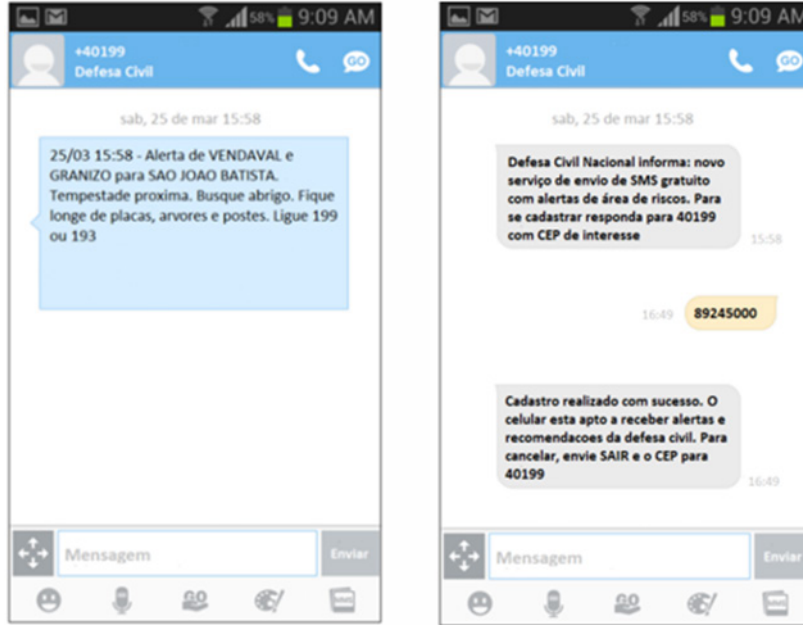 58% 9:09 AM
+40199
Defesa Civil
GO
sab, 25 de mar 15:58
25/03 15:58 - Alerta de VENDAVAL e
GRANIZO para SAO JOAO BATISTA.
Tempestade proxima. Busque abrigo. Fique
longe de placas, arvores e postes. Ligue 199
ou 193
Mensagem
Enviar
GO
58% 9:09 AM
+40199
Defesa Civil
GO
sab, 25 de mar 15:58
Defesa Civil Nacional informa: novo
serviço de envio de SMS gratuito
com alertas de área de riscos. Para
se cadastrar responda para 40199
com CEP de interesse
15:58
16:49
89245000
Cadastro realizado com sucesso. O
celular esta apto a receber alertas e
recomendacoes da defesa civil. Para
cancelar, envie SAIR e o CEP para
40199
16:49
Mensagem
Enviar
GO